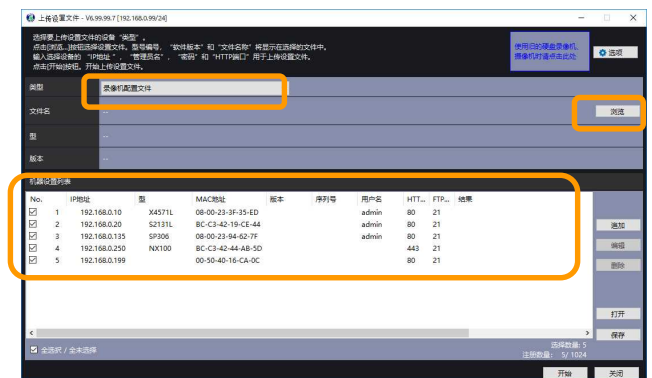 上传设置文件 - V6.99.99.7 [192.168.0.99/24]
选择要上传设置文件的设备 "类型"。
点击[浏览...]按钮选择设置文件。型号编号、"软件版本" 和 "文件名称" 将显示在选择的文件中。
输入选择设备的 "IP地址"、"管理员名"、"密码" 和 "HTTP端口" 用于上传设置文件。
点击[开始]按钮。开始上传设置文件。
使用旧的硬盘录像机,
摄像机时请点击此处
选项
类型 录像机配置文件
文件名 -- 浏览
型 --
版本 --
机器设置列表
No. IP地址 型 MAC地址 版本 序列号 用户名 HTT... FTP... 结果
1 192.168.0.10 X4571L 08-00-23-3F-35-ED admin 80 21
2 192.168.0.20 S2131L BC-C3-42-19-CE-44 admin 80 21
3 192.168.0.135 SP306 08-00-23-94-62-7F admin 80 21
4 192.168.0.250 NX100 BC-C3-42-44-AB-5D 443 21
5 192.168.0.199 00-50-40-16-CA-0C 80 21
追加
编辑
删除
打开
保存
全选択 / 全未选择
选择数量: 5
注册数量: 5/ 1024
开始 关闭